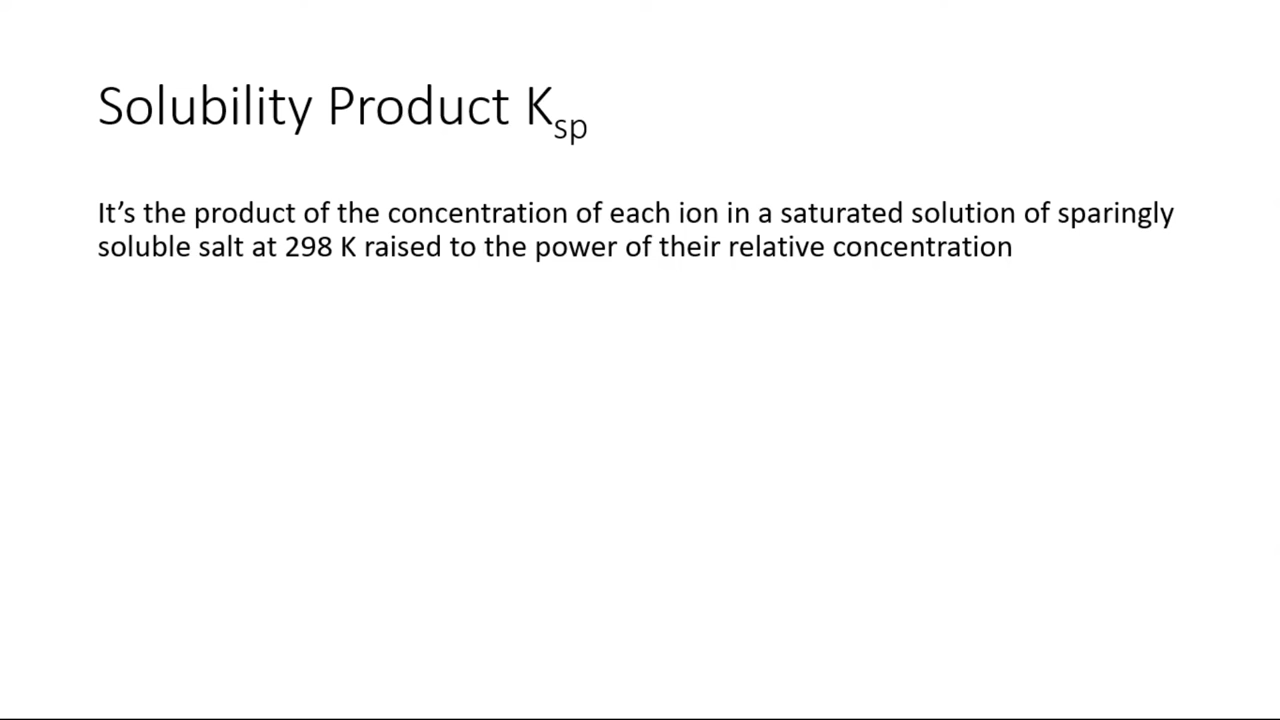 Solubility Product Ksp
It’s the product of the concentration of each ion in a saturated solution of sparingly
soluble salt at 298 K raised to the power of their relative concentration